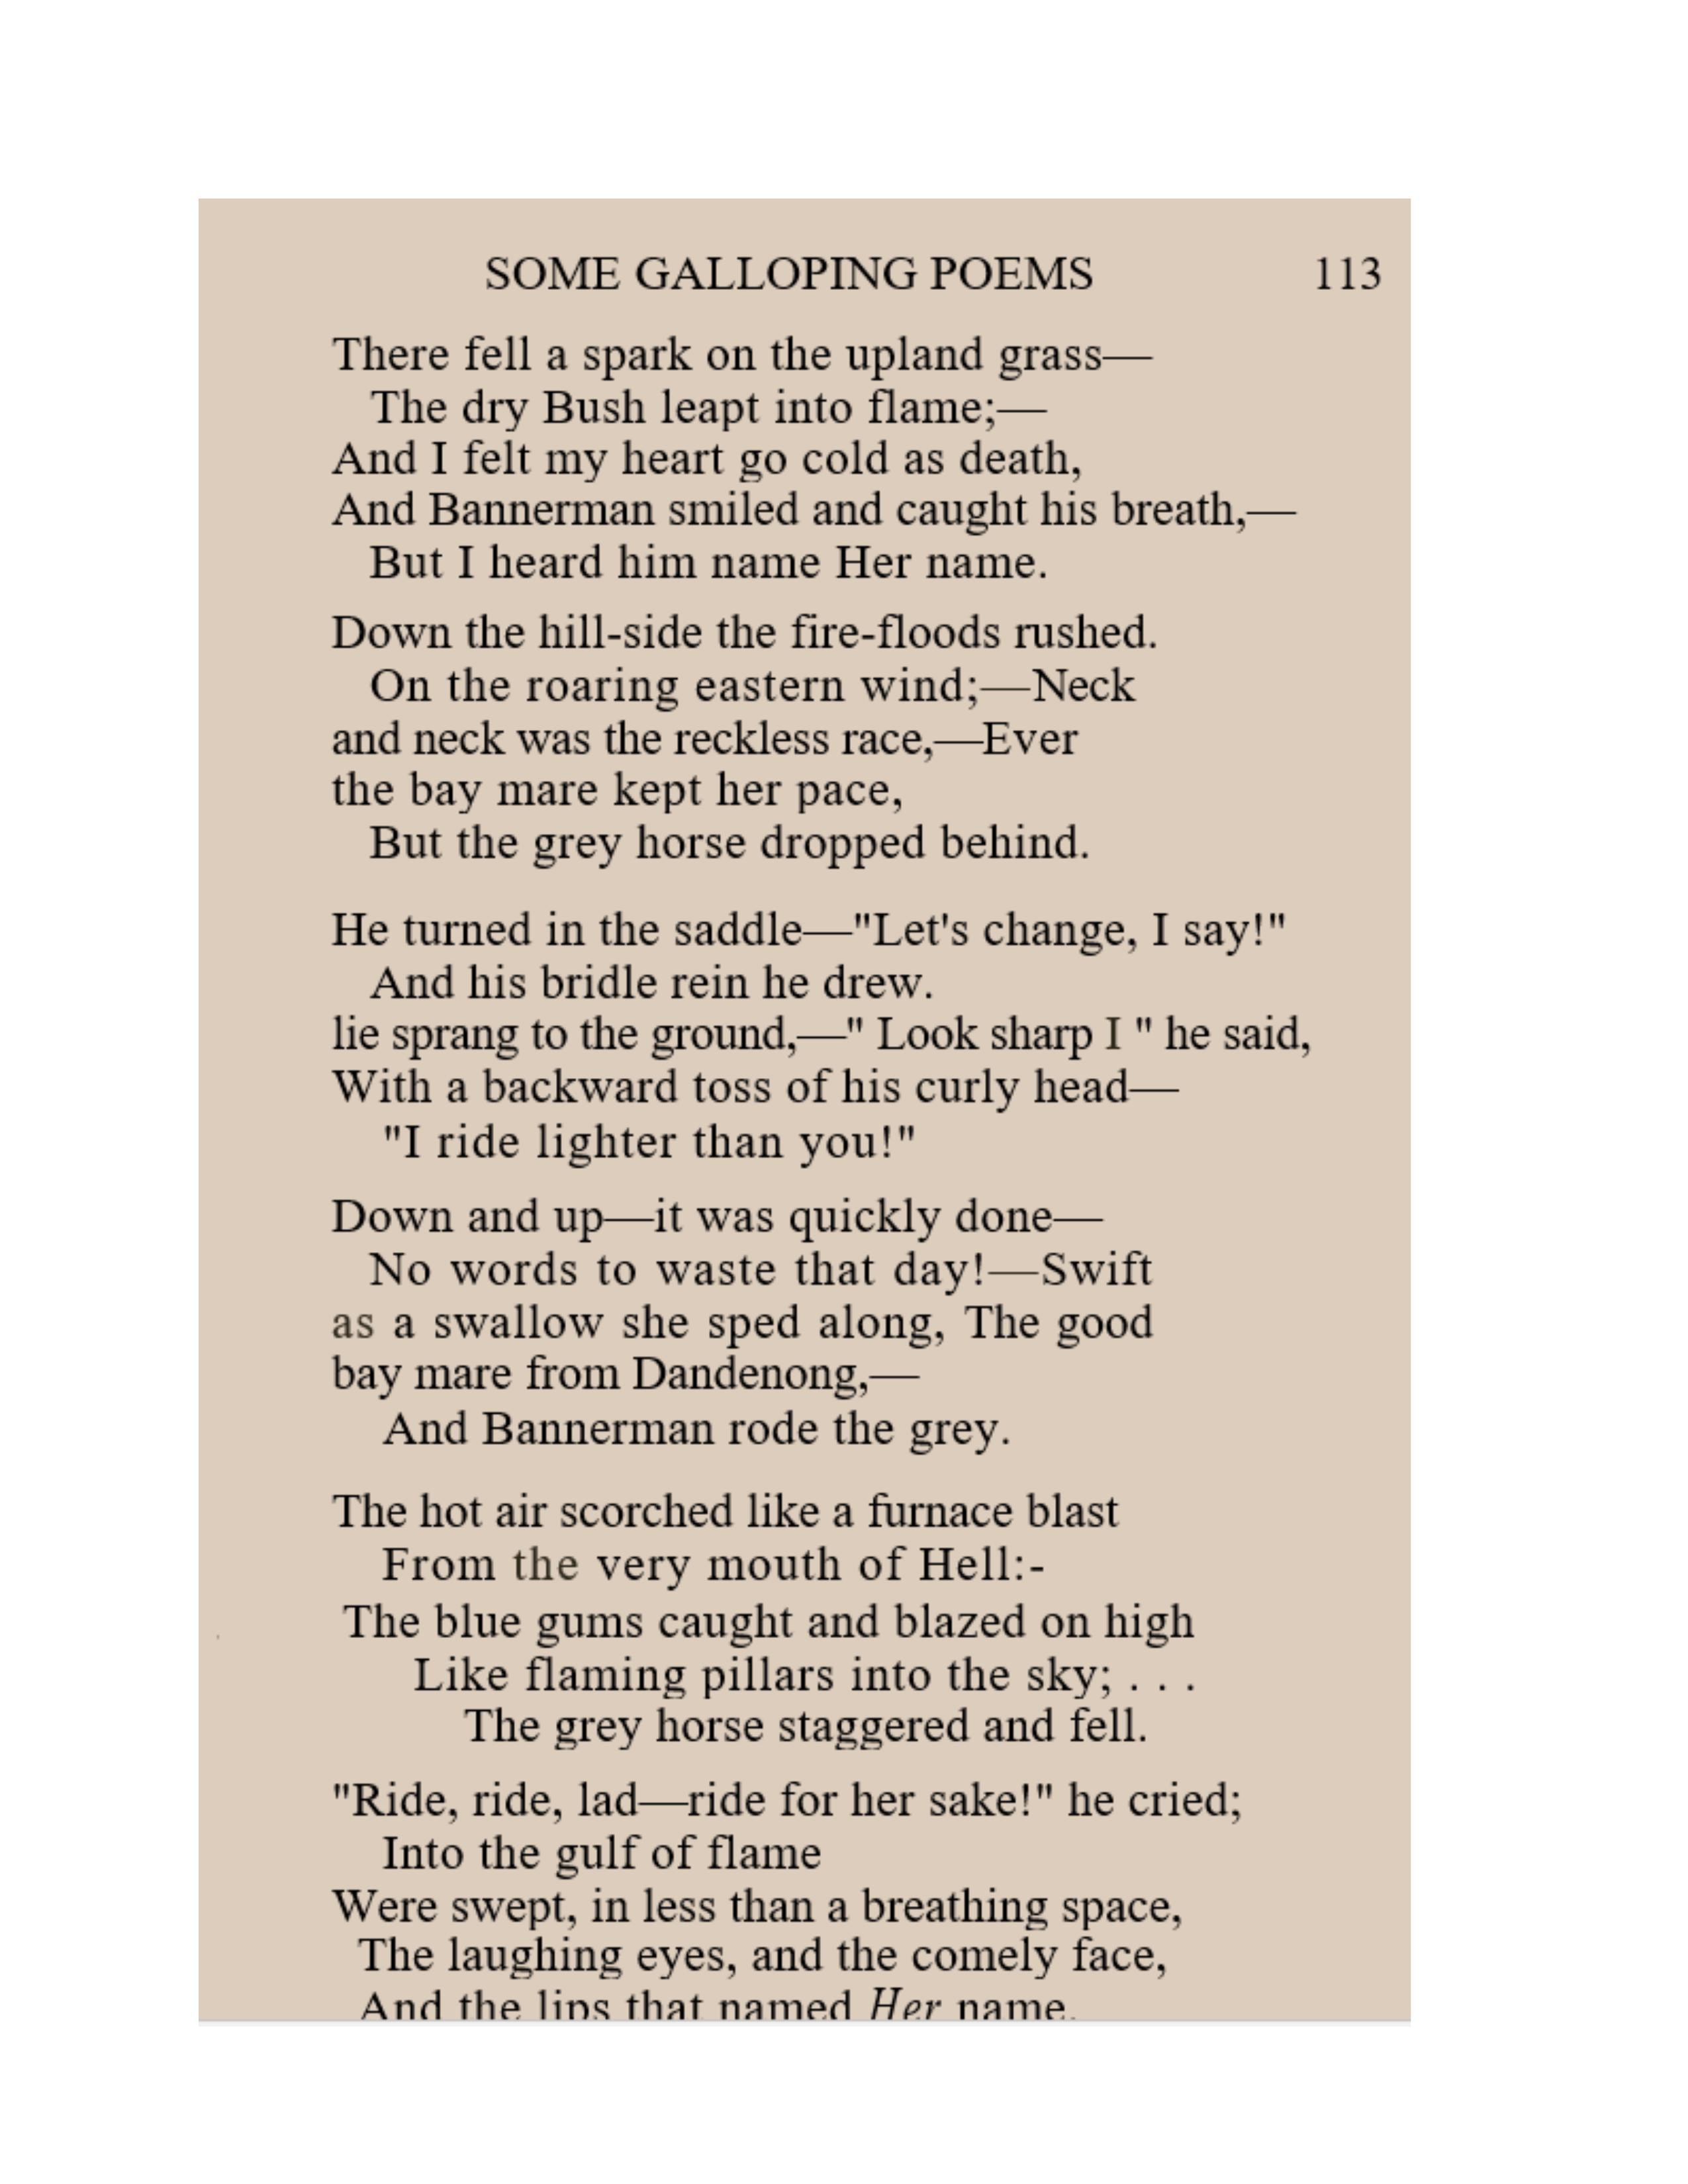 SOME GALLOPING POEMS 113
There fell a spark on the upland grass—
The dry Bush leapt into flame;—
And I felt my heart go cold as death,
And Bannerman smiled and caught his breath,—
But I heard him name Her name.
Down the hill-side the fire-floods rushed.
On the roaring eastern wind;—Neck
and neck was the reckless race,—Ever
the bay mare kept her pace,
But the grey horse dropped behind.
He turned in the saddle—"Let's change, I say!"
And his bridle rein he drew.
lie sprang to the ground,—" Look sharp I " he said,
With a backward toss of his curly head—
"I ride lighter than you!"
Down and up—it was quickly done—
No words to waste that day!—Swift
as a swallow she sped along, The good
bay mare from Dandenong,—
And Bannerman rode the grey.
The hot air scorched like a furnace blast
From the very mouth of Hell:-
The blue gums caught and blazed on high
Like flaming pillars into the sky; . . .
The grey horse staggered and fell.
"Ride, ride, lad—ride for her sake!" he cried;
Into the gulf of flame
Were swept, in less than a breathing space,
The laughing eyes, and the comely face,
And the lips that named Her name.